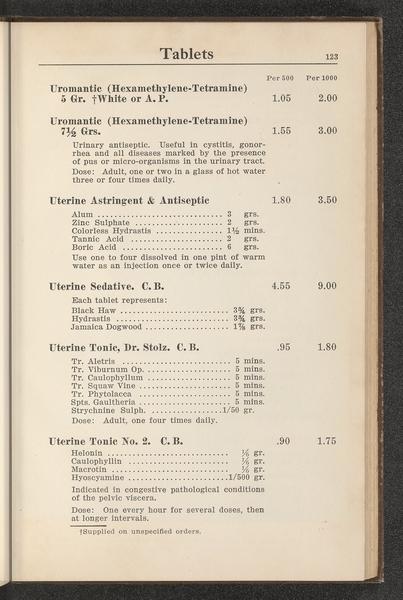 Tablets
123
Per 500 Per 1000
Uromantic (Hexamethylene-Tetramine)
5 Gr. †White or A. P. 1.05 2.00
Uromantic (Hexamethylene-Tetramine)
7½ Grs. 1.55 3.00
Urinary antiseptic. Useful in cystitis, gonor-
rhea and all diseases marked by the presence
of pus or micro-organisms in the urinary tract.
Dose: Adult, one or two in a glass of hot water
three or four times daily.
Uterine Astringent & Antiseptic 1.80 3.50
Alum ............................ 3 grs.
Zinc Sulphate .................... 2 grs.
Colorless Hydrastis ............... 1½ mins.
Tannic Acid ..................... 2 grs.
Boric Acid ....................... 6 grs.
Use one to four dissolved in one pint of warm
water as an injection once or twice daily.
Uterine Sedative. C. B. 4.55 9.00
Each tablet represents:
Black Haw ........................ 3¾ grs.
Hydrastis ......................... 3¾ grs.
Jamaica Dogwood ................... 1⅞ grs.
Uterine Tonic, Dr. Stolz. C. B. .95 1.80
Tr. Aletris ........................ 5 mins.
Tr. Viburnum Op. ................... 5 mins.
Tr. Caulophyllum ................... 5 mins.
Tr. Squaw Vine ..................... 5 mins.
Tr. Phytolacca ..................... 5 mins.
Spts. Gaultheria .................... 5 mins.
Strychnine Sulph. ................1/50 gr.
Dose: Adult, one four times daily.
Uterine Tonic No. 2. C. B. .90 1.75
Helonin ........................... gr.
Caulophyllin ....................... gr.
Macrotin .......................... gr.
Hyoscyamine .......................1/500 gr.
Indicated in congestive pathological conditions
of the pelvic viscera.
Dose: One every hour for several doses, then
at longer intervals.
†Supplied on unspecified orders.